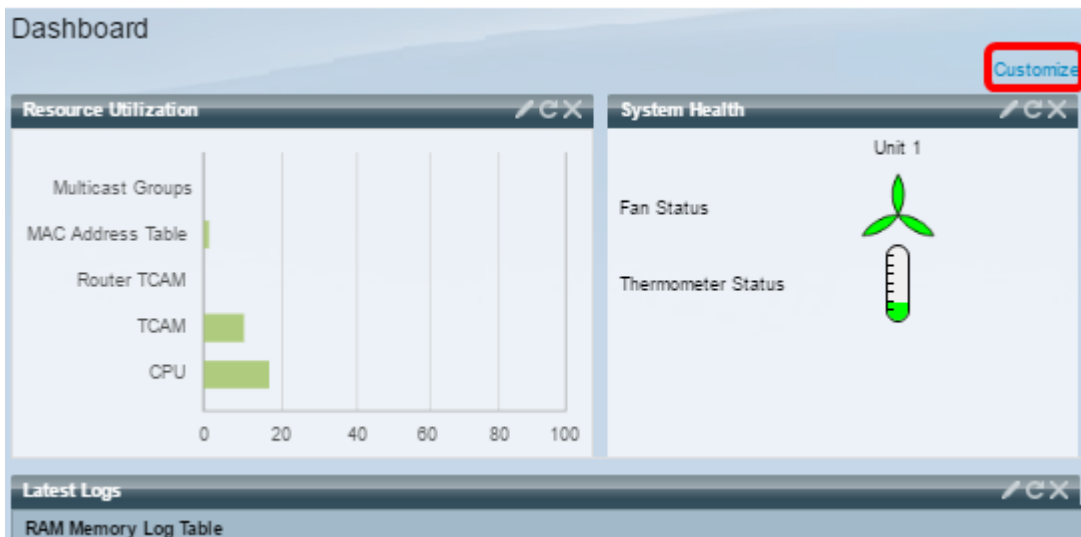 Dashboard
Customize
Resource Utilization
Multicast Groups
MAC Address Table
Router TCAM
TCAM
CPU
0 20 40 60 80 100
System Health
Unit 1
Fan Status
Thermometer Status
Latest Logs
RAM Memory Log Table